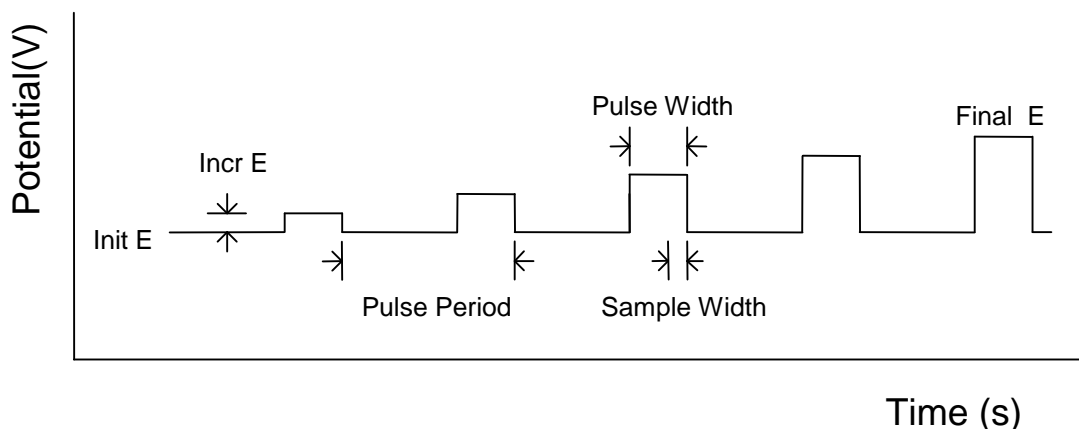 Potential(V)
Pulse Width
Final E
Incr E
Init E
Pulse Period
Sample Width
Time (s)